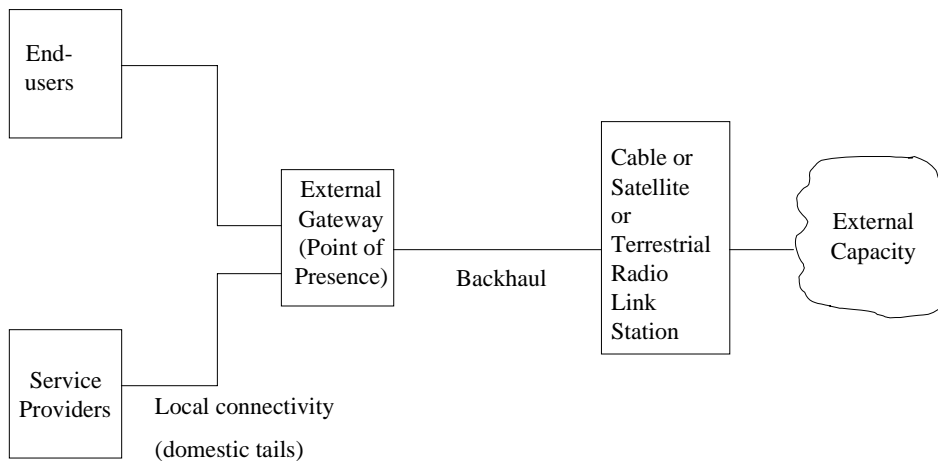 End-
users
External
Gateway
(Point of
Presence)
Backhaul
Cable or
Satellite
or
Terrestrial
Radio
Link
Station
External
Capacity
Service
Providers
Local connectivity
(domestic tails)